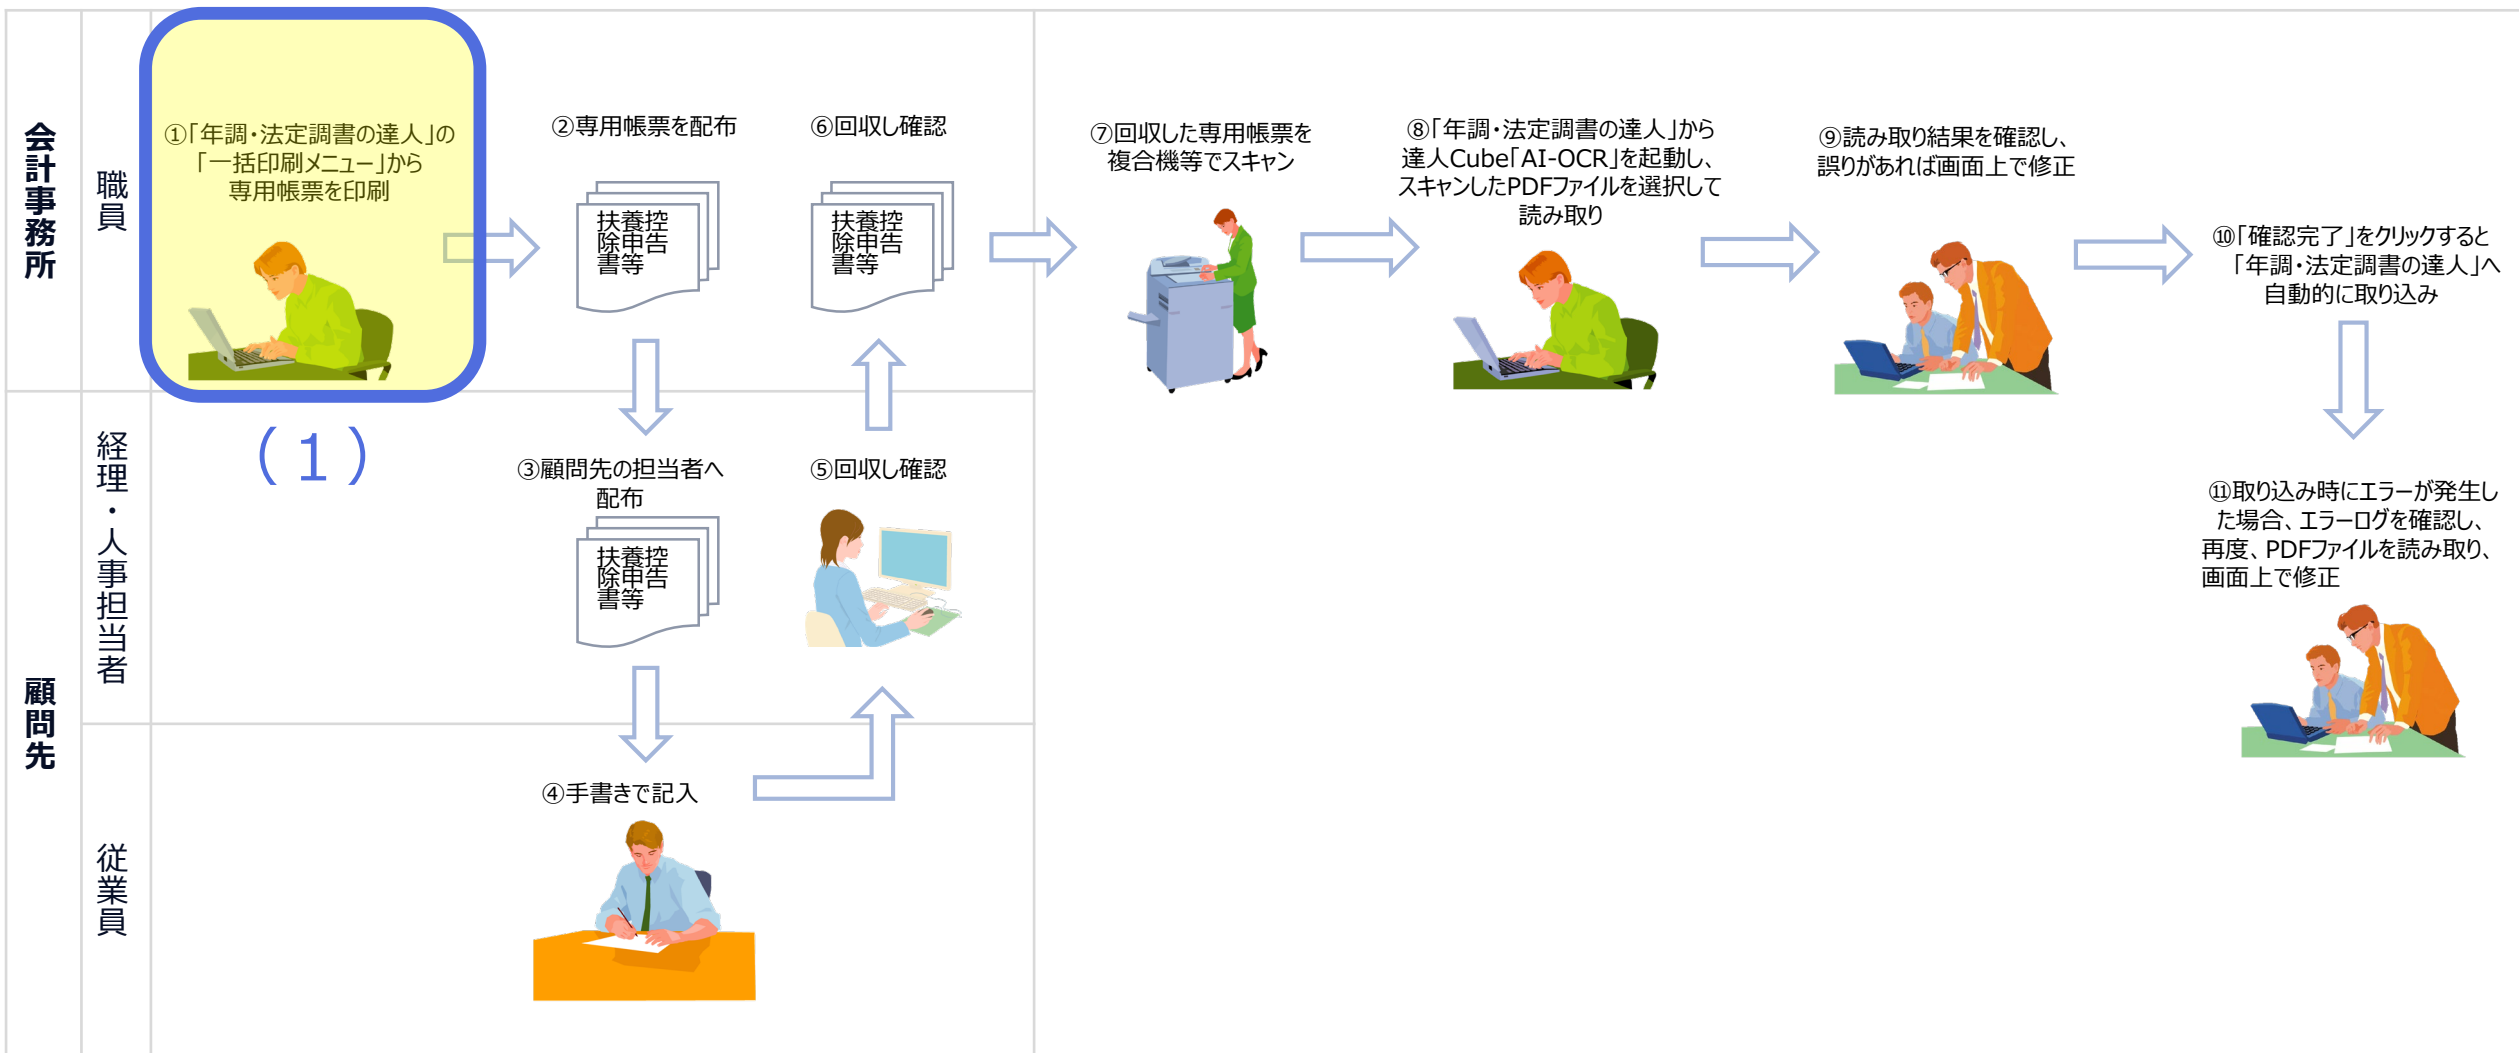 会計事務所
職員
①「年調・法定調書の達人」の
「一括印刷メニュー」から
専用帳票を印刷
(1)
②専用帳票を配布
扶養控
除申告
書等
⑥回収し確認
扶養控
除申告
書等
⑦回収した専用帳票を
複合機等でスキャン
⑧「年調・法定調書の達人」から
達人Cube「AI-OCR」を起動し、
スキャンしたPDFファイルを選択して
読み取り
⑨読み取り結果を確認し、
誤りがあれば画面上で修正
⑩「確認完了」をクリックすると
「年調・法定調書の達人」へ
自動的に取り込み
⑪取り込み時にエラーが発生し
た場合、エラーログを確認し、
再度、PDFファイルを読み取り、
画面上で修正
顧問先
経理・人事担当者
③顧問先の担当者へ
配布
扶養控
除申告
書等
⑤回収し確認
従業員
④手書きで記入